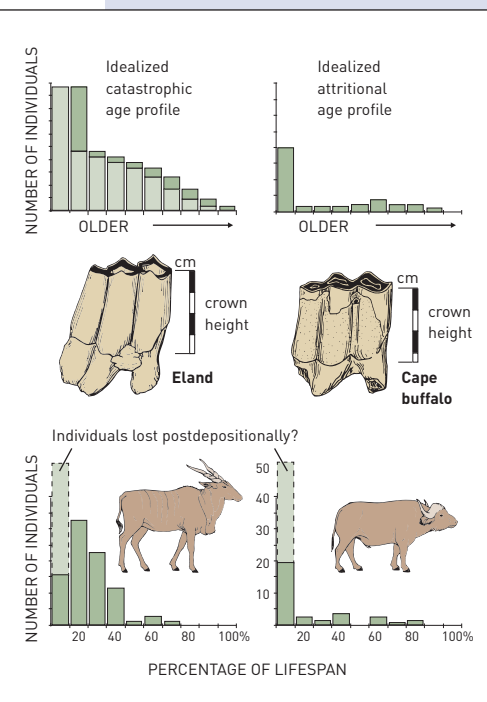 NUMBER OF INDIVIDUALS
Idealized
catastrophic
age profile
OLDER
Idealized
attritional
age profile
OLDER
cm
crown
height
Eland
cm
crown
height
Cape
buffalo
Individuals lost postdepositionally?
NUMBER OF INDIVIDUALS
20 40 60 80 100%
50
40
30
20
10
20 40 60 80 100%
PERCENTAGE OF LIFESPAN